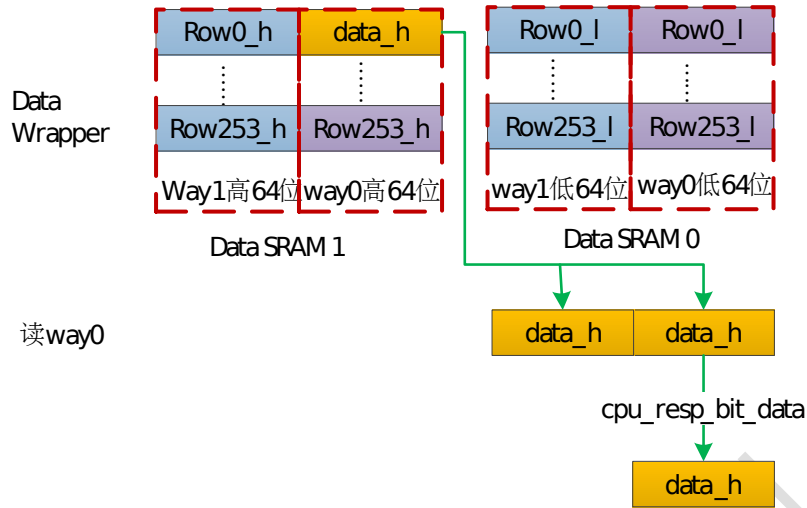 Row0_h data_h Row0_l Row0_l
Data
Wrapper
Row253_h Row253_h Row253_l Row253_l
Way1高64位 way0高64位 way1低64位 way0低64位
Data SRAM 1 Data SRAM 0
读way0 data_h data_h
cpu_resp_bit_data
data_h